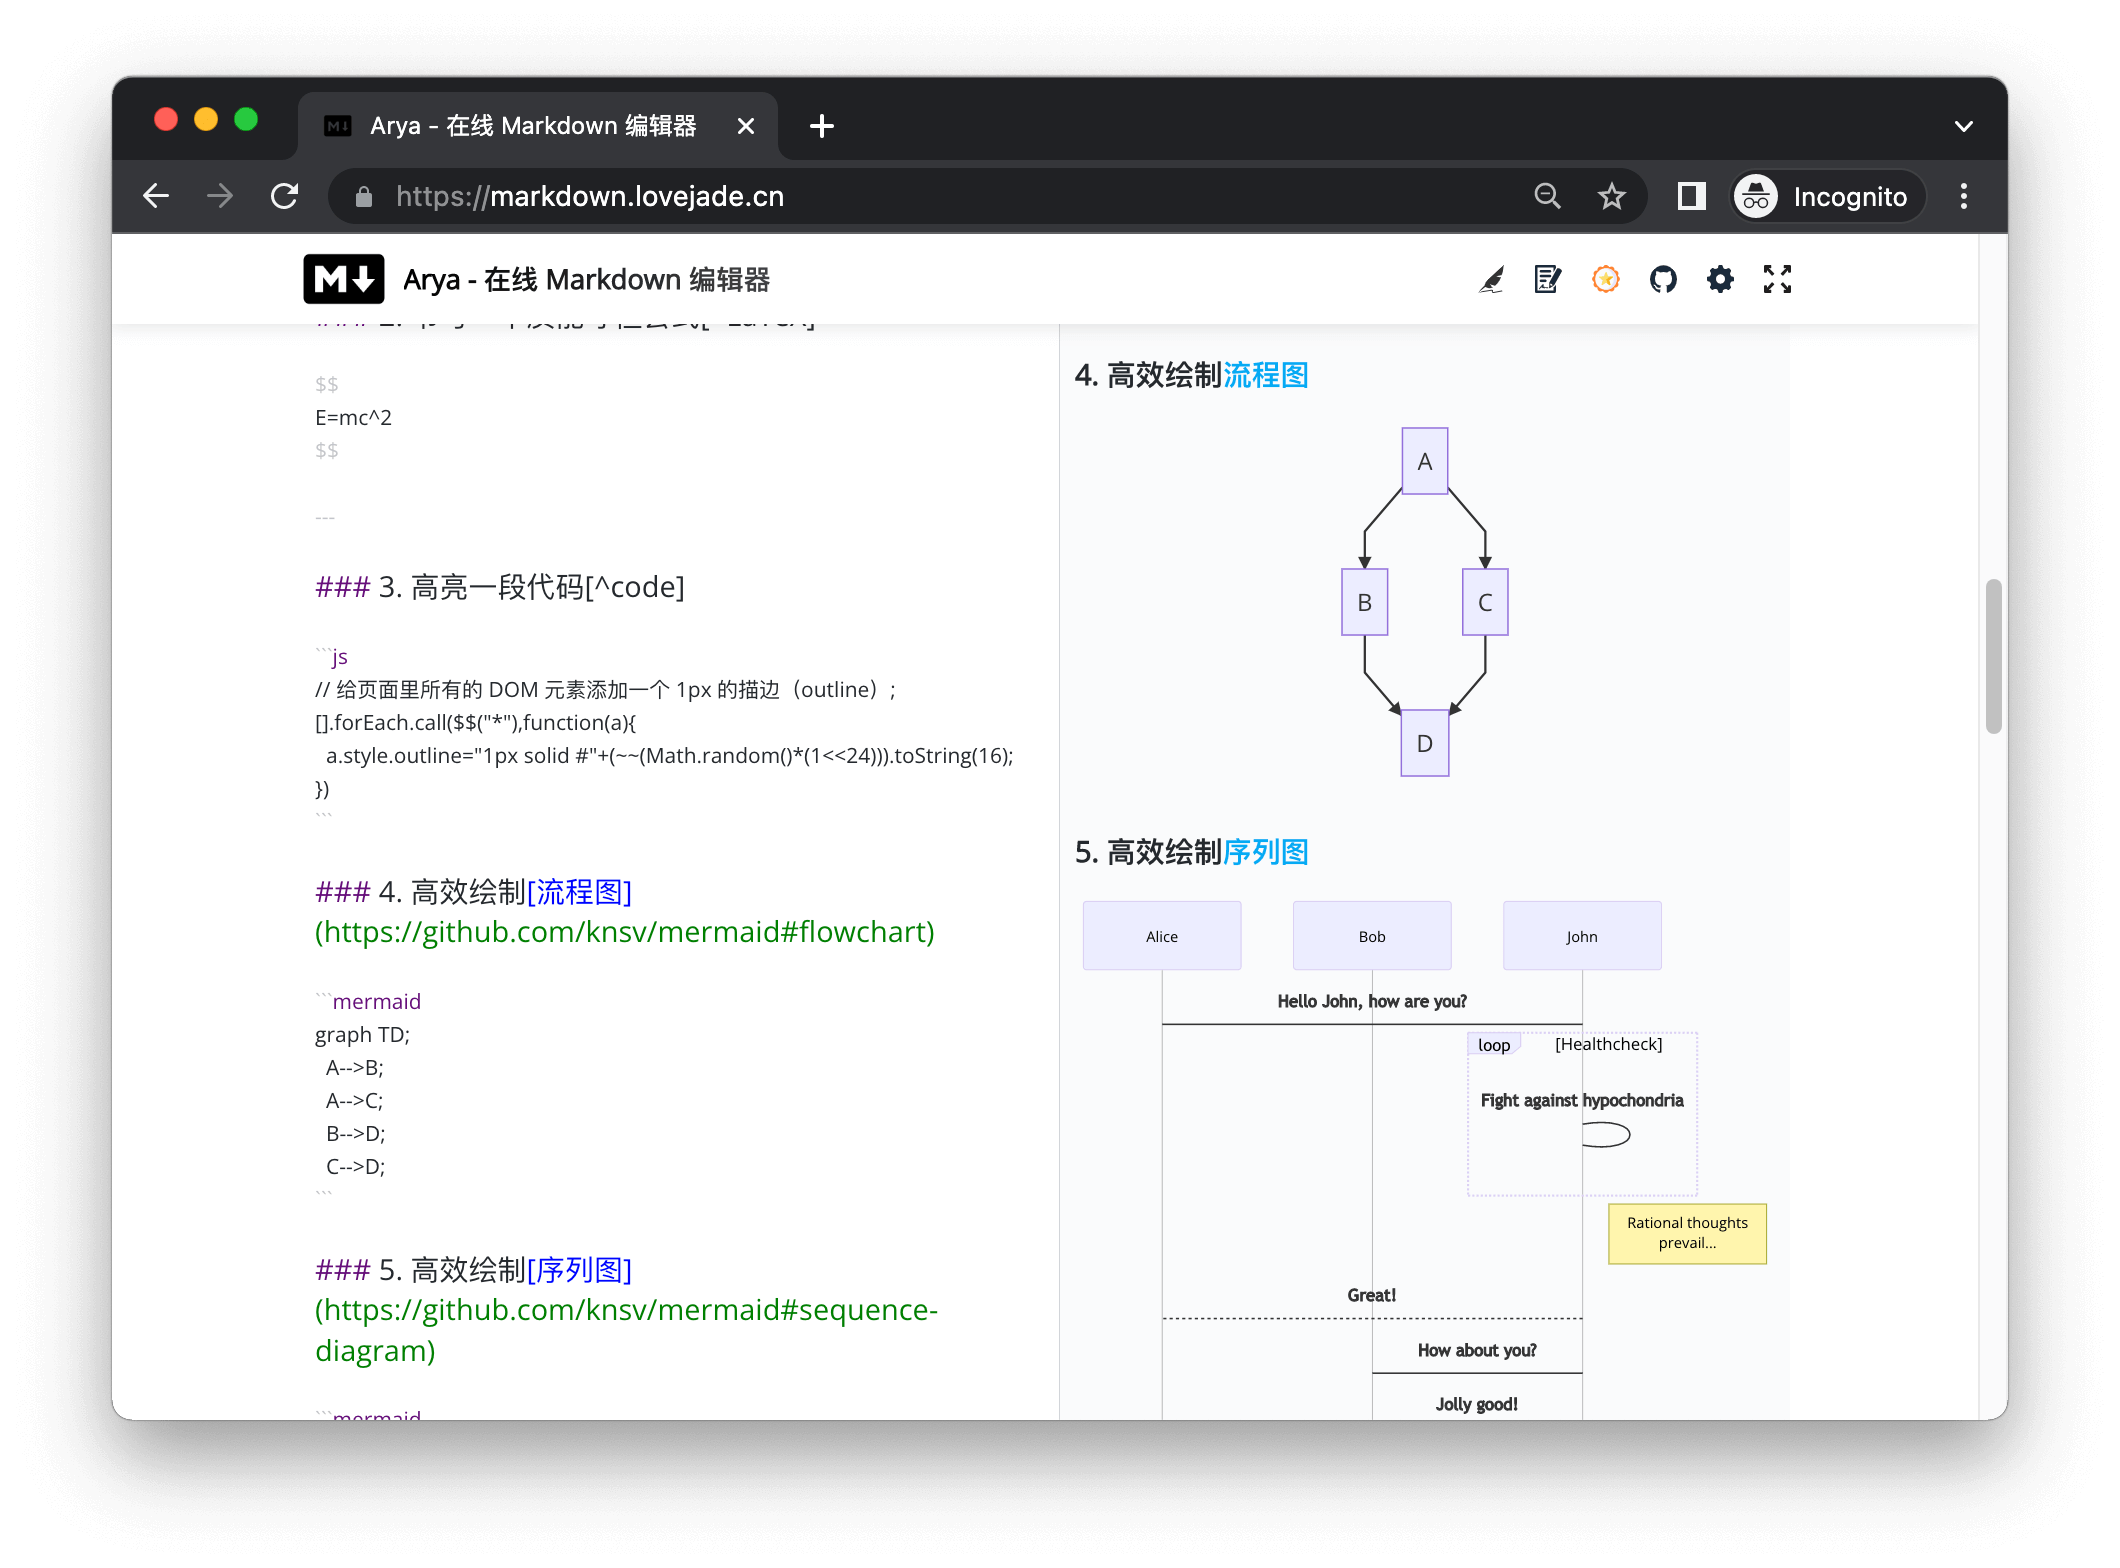 Arya - 在线 Markdown 编辑器
https://markdown.lovejade.cn
Incognito
Arya - 在线 Markdown 编辑器
$$
E=mc^2
$$
---
### 3. 高亮一段代码[^code]
```js
// 给页面里所有的 DOM 元素添加一个 1px 的描边（outline）;
[].forEach.call($$("*"),function(a){
a.style.outline="1px solid #"+(~~(Math.random()*(1<<24))).toString(16);
})
```
### 4. 高效绘制[流程图]
(https://github.com/knsv/mermaid#flowchart)
```mermaid
graph TD;
A-->B;
A-->C;
B-->D;
C-->D;
```
### 5. 高效绘制[序列图]
(https://github.com/knsv/mermaid#sequence-
diagram)
```mermaid
4. 高效绘制流程图
A
B C
D
5. 高效绘制序列图
Alice Bob John
Hello John, how are you?
loop [Healthcheck]
Fight against hypochondria
Rational thoughts
prevail...
Great!
How about you?
Jolly good!